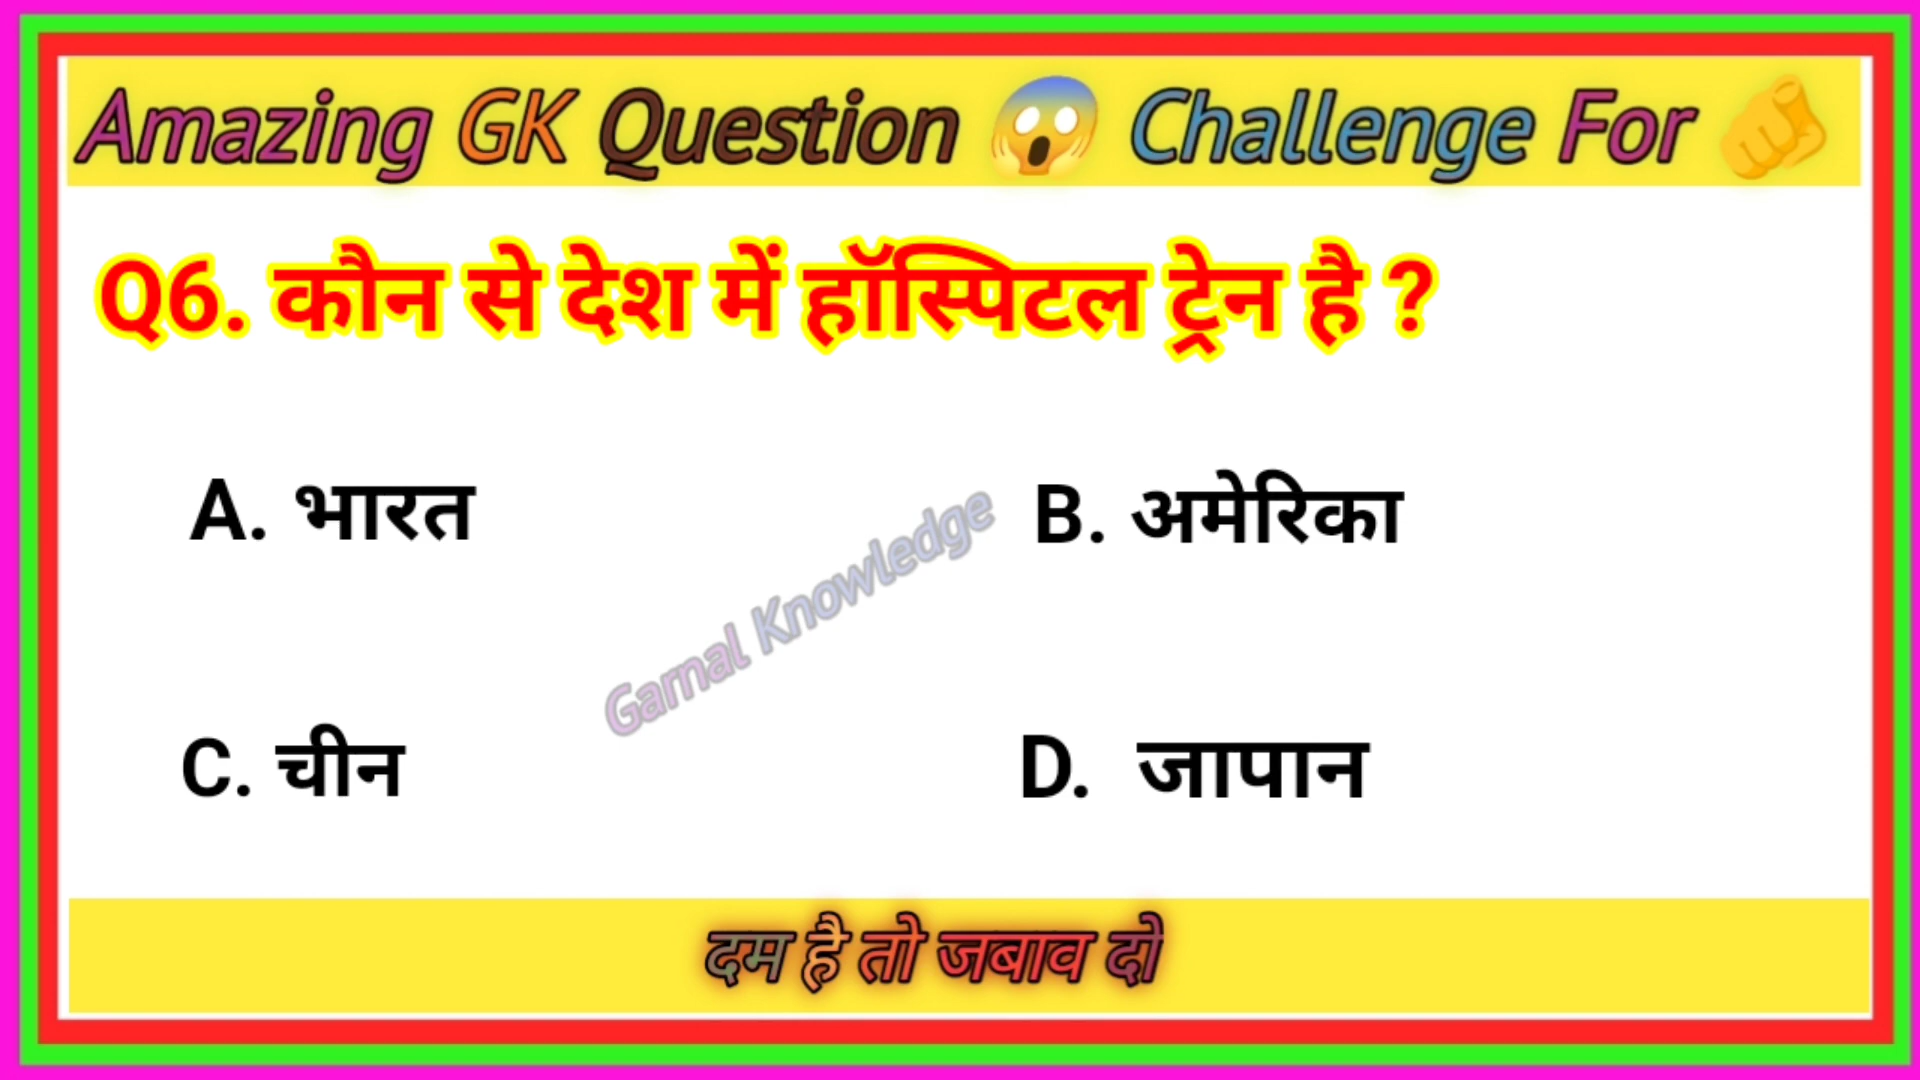 Amazing GK Question 😱 Challenge For 🫵
Q6. कौन से देश में हॉस्पिटल ट्रेन है ?
A. भारत
B. अमेरिका
Garnal Knowledge
C. चीन
D. जापान
दम है तो जबाव दो